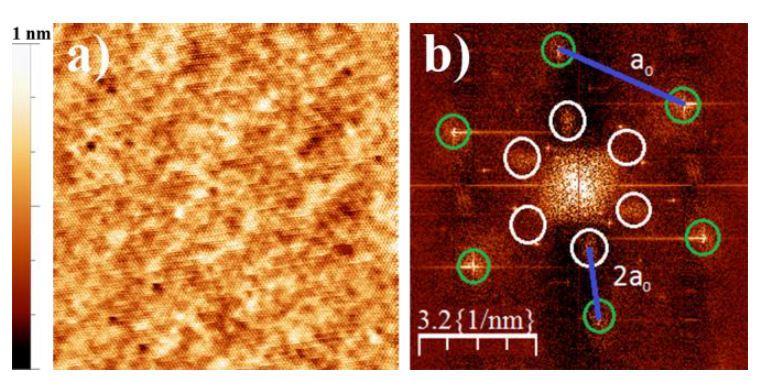 1 nm
a)
b)
a₀
2a₀
3.2{1/nm}